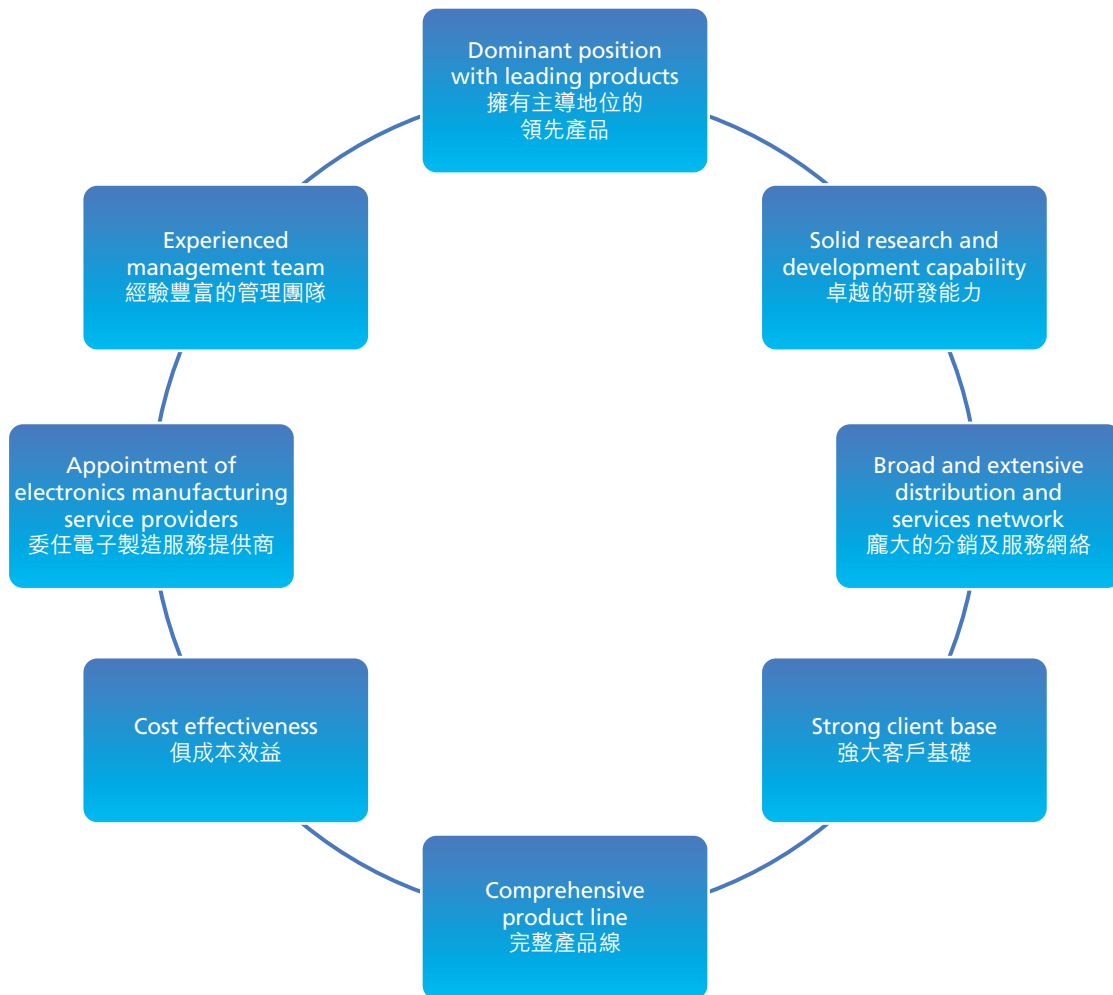 Dominant position
with leading products
擁有主導地位的
領先產品
Solid research and
development capability
卓越的研發能力
Broad and extensive
distribution and
services network
龐大的分銷及服務網絡
Strong client base
強大客戶基礎
Comprehensive
product line
完整產品線
Cost effectiveness
俱成本效益
Appointment of
electronics manufacturing
service providers
委任電子製造服務提供商
Experienced
management team
經驗豐富的管理團隊